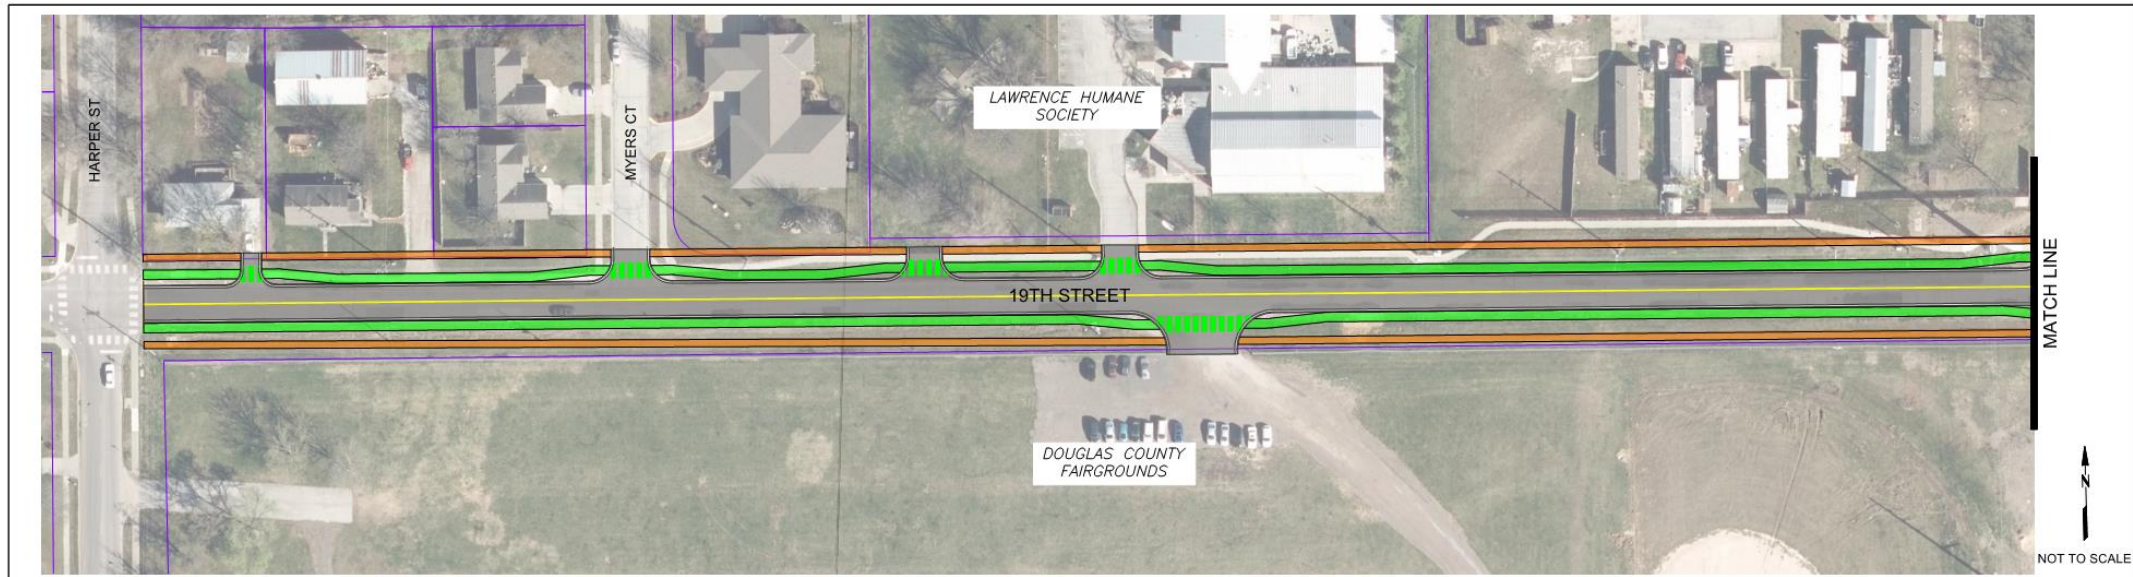 HARPER ST
MYERS CT
LAWRENCE HUMANE
SOCIETY
19TH STREET
MATCH LINE
DOUGLAS COUNTY
FAIRGROUNDS
N
NOT TO SCALE